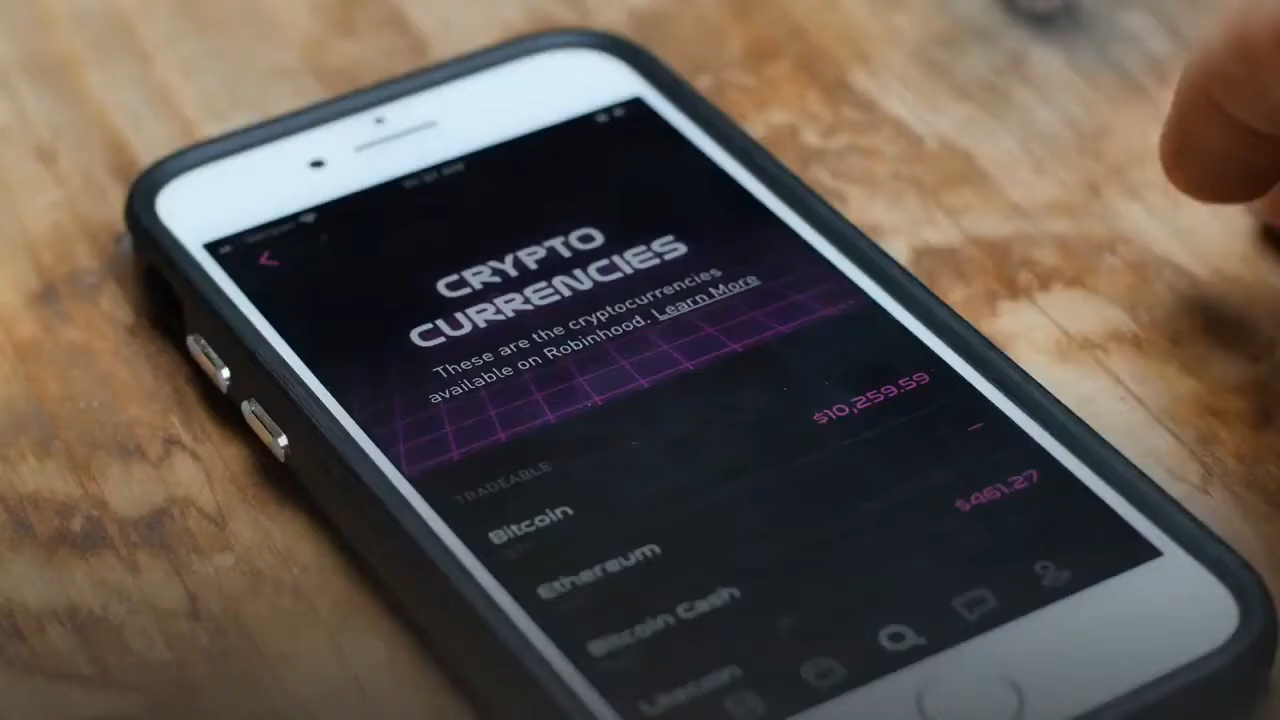 CRYPTO
CURRENCIES
These are the cryptocurrencies
available on Robinhood. Learn More
TRADEABLE
Bitcoin
$10,259.59
Ethereum
Bitcoin Cash
$461.27
Litecoin